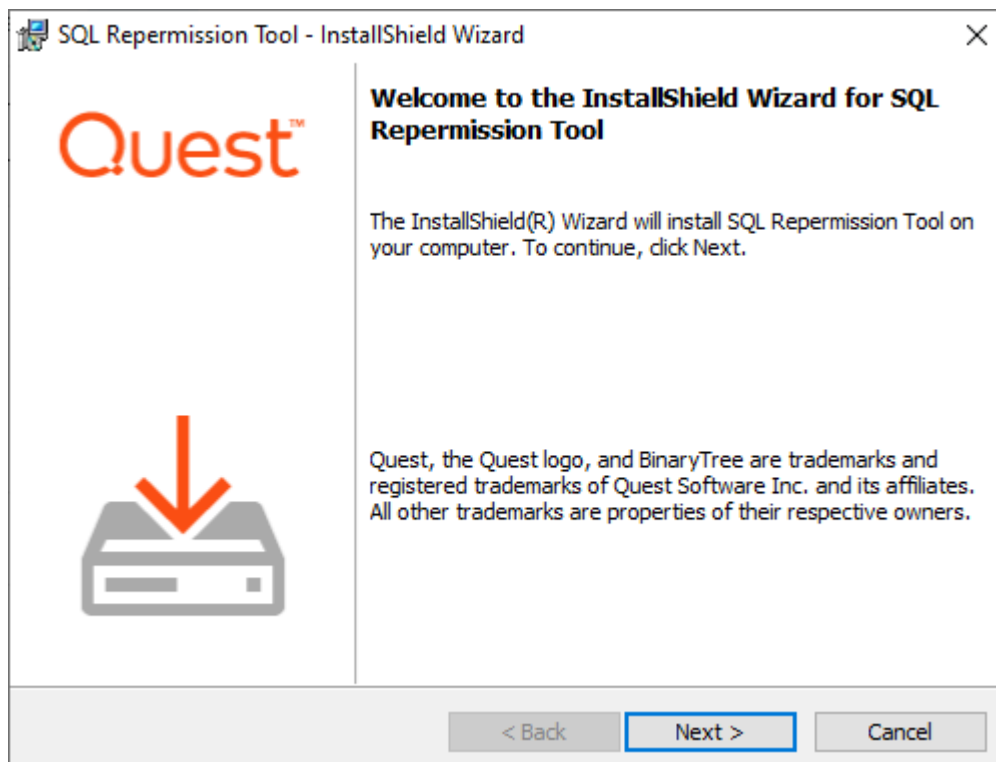 SQL Repermission Tool - InstallShield Wizard
Quest™
Welcome to the InstallShield Wizard for SQL
Repermission Tool
The InstallShield(R) Wizard will install SQL Repermission Tool on
your computer. To continue, click Next.
Quest, the Quest logo, and BinaryTree are trademarks and
registered trademarks of Quest Software Inc. and its affiliates.
All other trademarks are properties of their respective owners.
< Back
Next >
Cancel